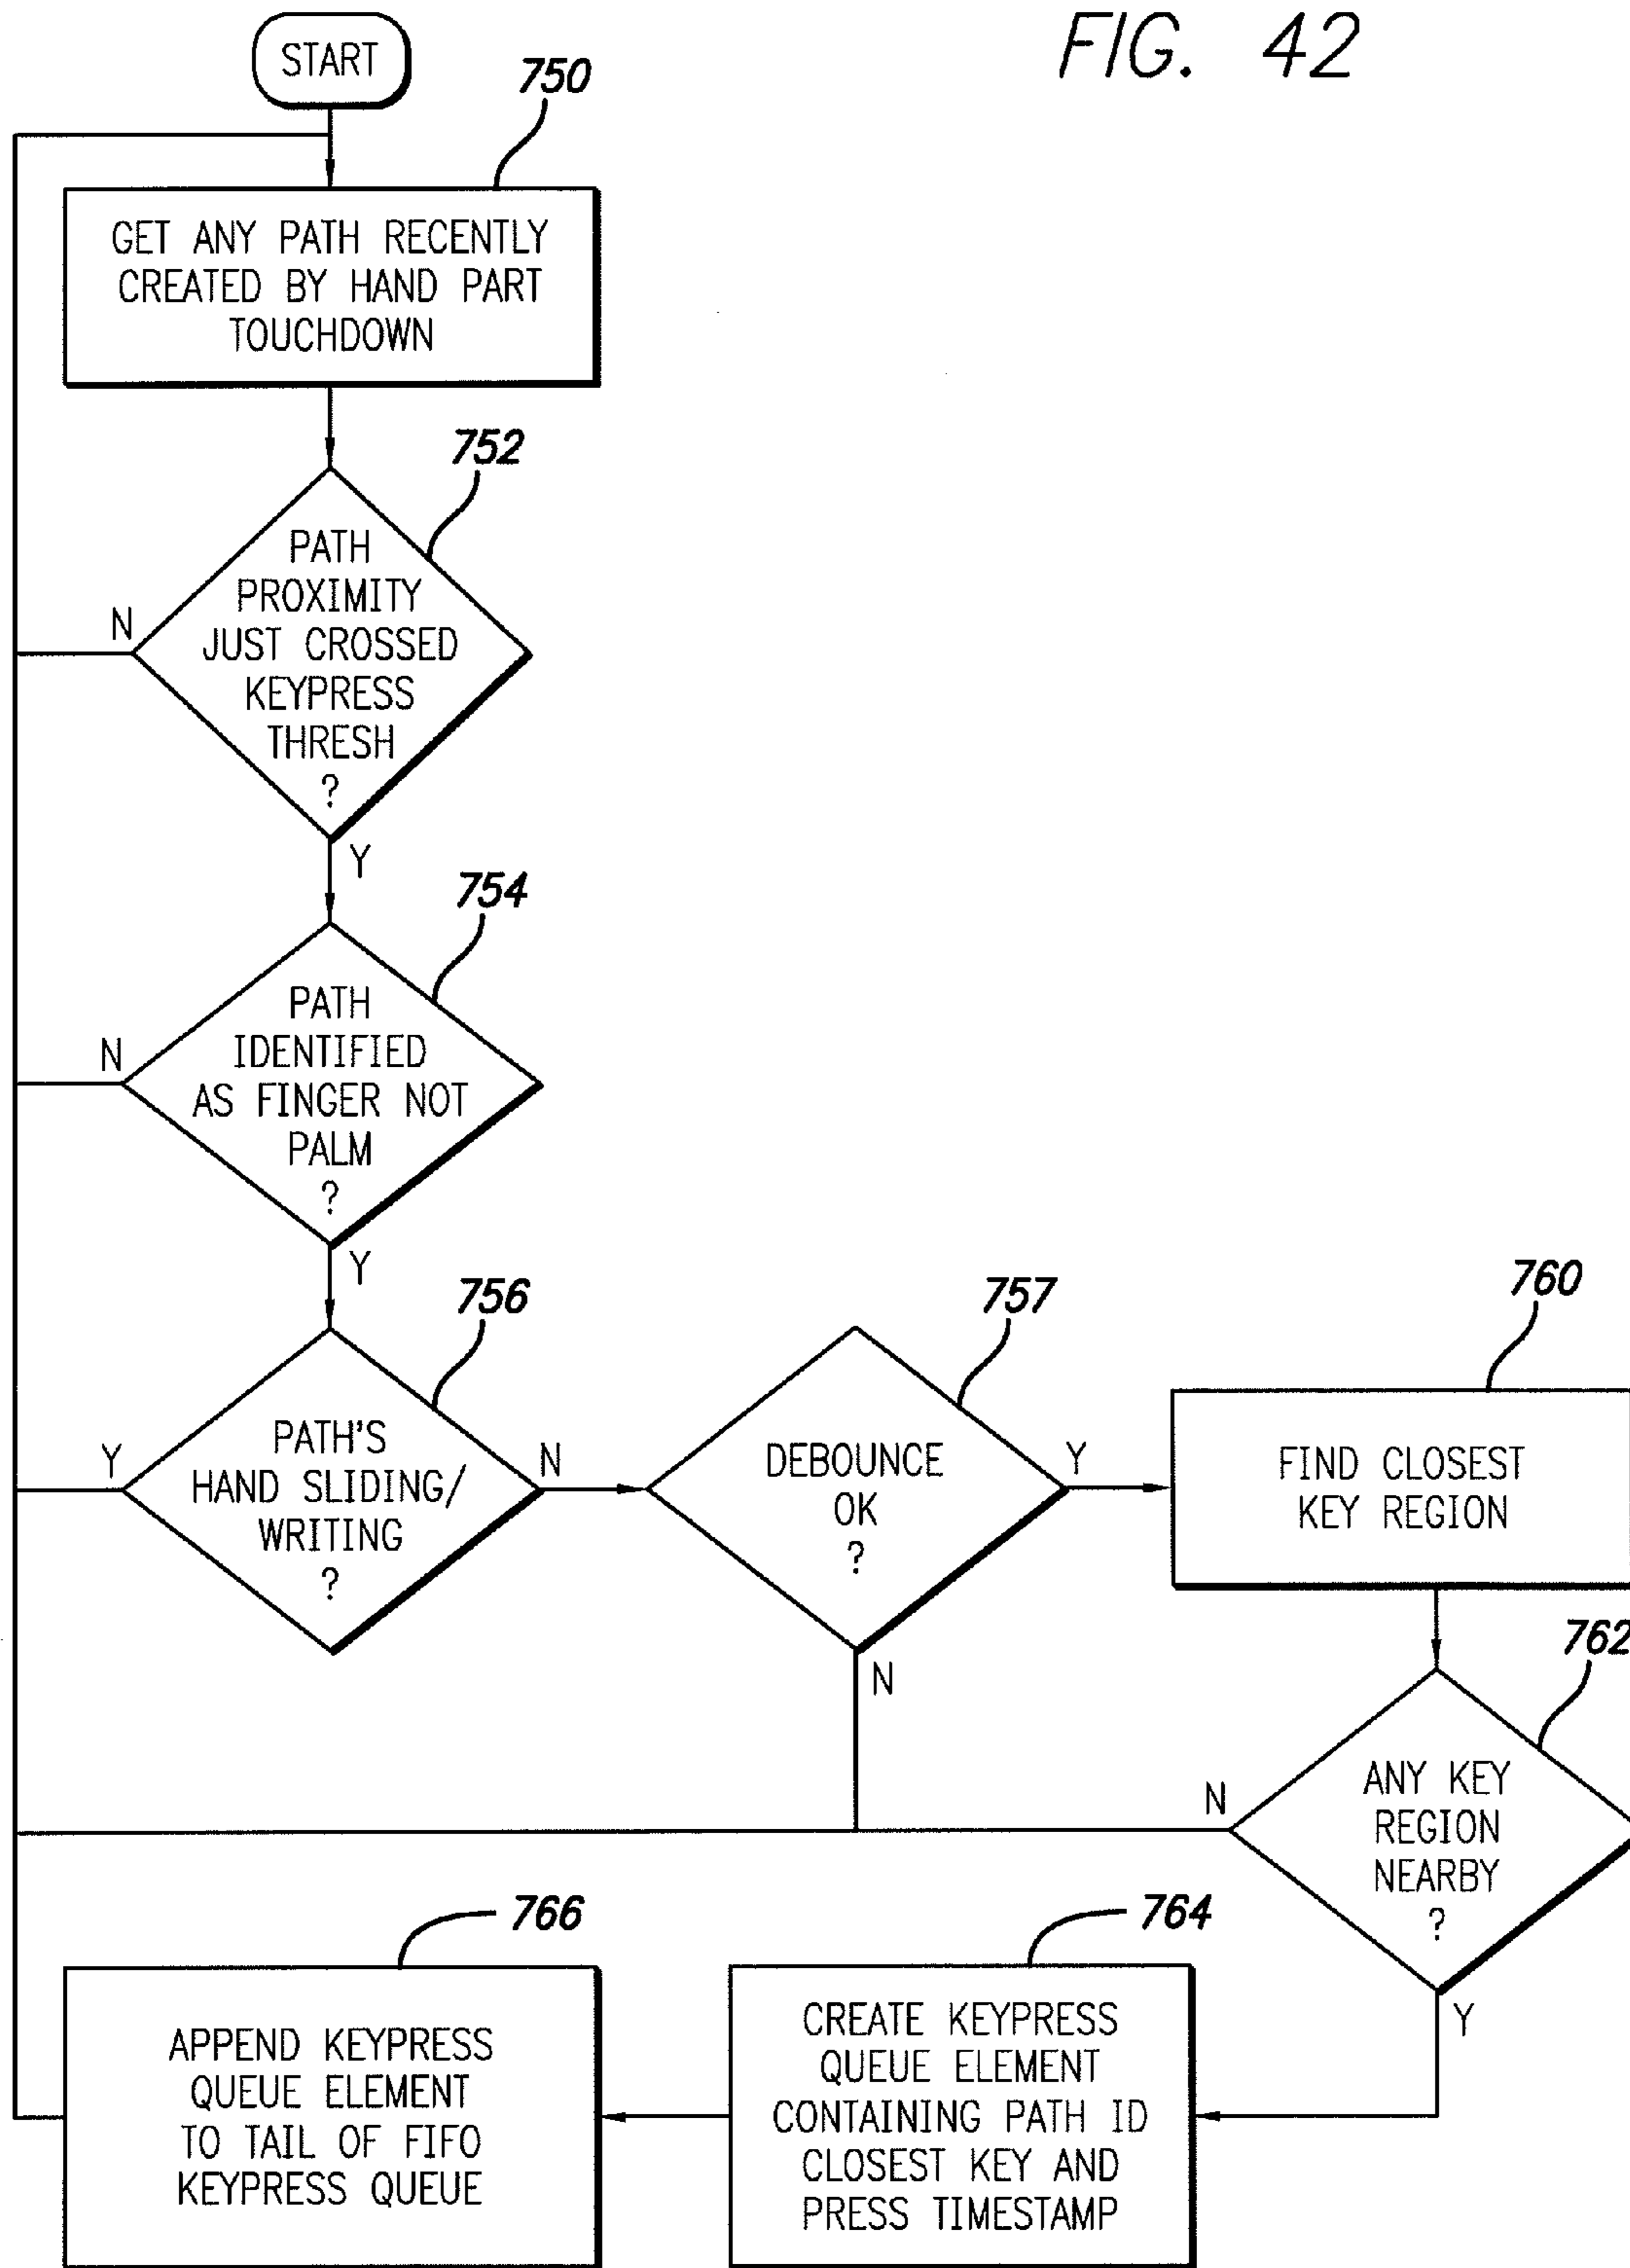 FIG. 42
START
750
GET ANY PATH RECENTLY
CREATED BY HAND PART
TOUCHDOWN
752
PATH
PROXIMITY
JUST CROSSED
KEYPRESS
THRESH
?
N
Y
754
PATH
IDENTIFIED
AS FINGER NOT
PALM
?
N
Y
756
PATH'S
HAND SLIDING/
WRITING
?
Y
N
757
DEBOUNCE
OK
?
Y
N
760
FIND CLOSEST
KEY REGION
762
ANY KEY
REGION
NEARBY
?
N
Y
764
CREATE KEYPRESS
QUEUE ELEMENT
CONTAINING PATH ID
CLOSEST KEY AND
PRESS TIMESTAMP
766
APPEND KEYPRESS
QUEUE ELEMENT
TO TAIL OF FIFO
KEYPRESS QUEUE